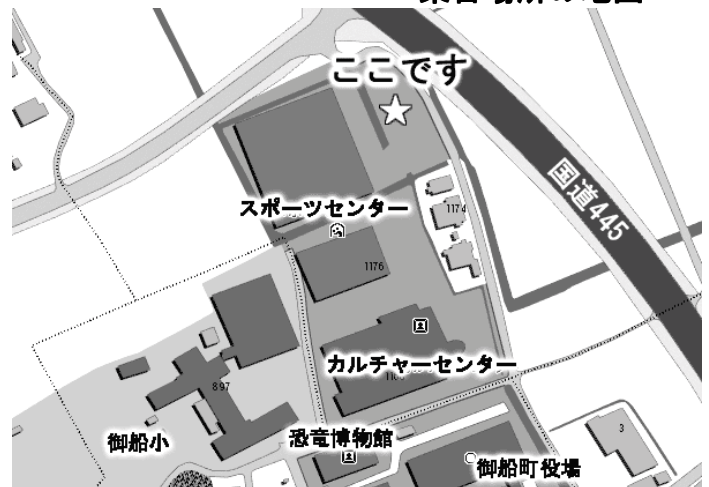 ここです
国道445
スポーツセンター
1174
1176
カルチャーセンター
897
御船小
恐竜博物館
3
御船町役場